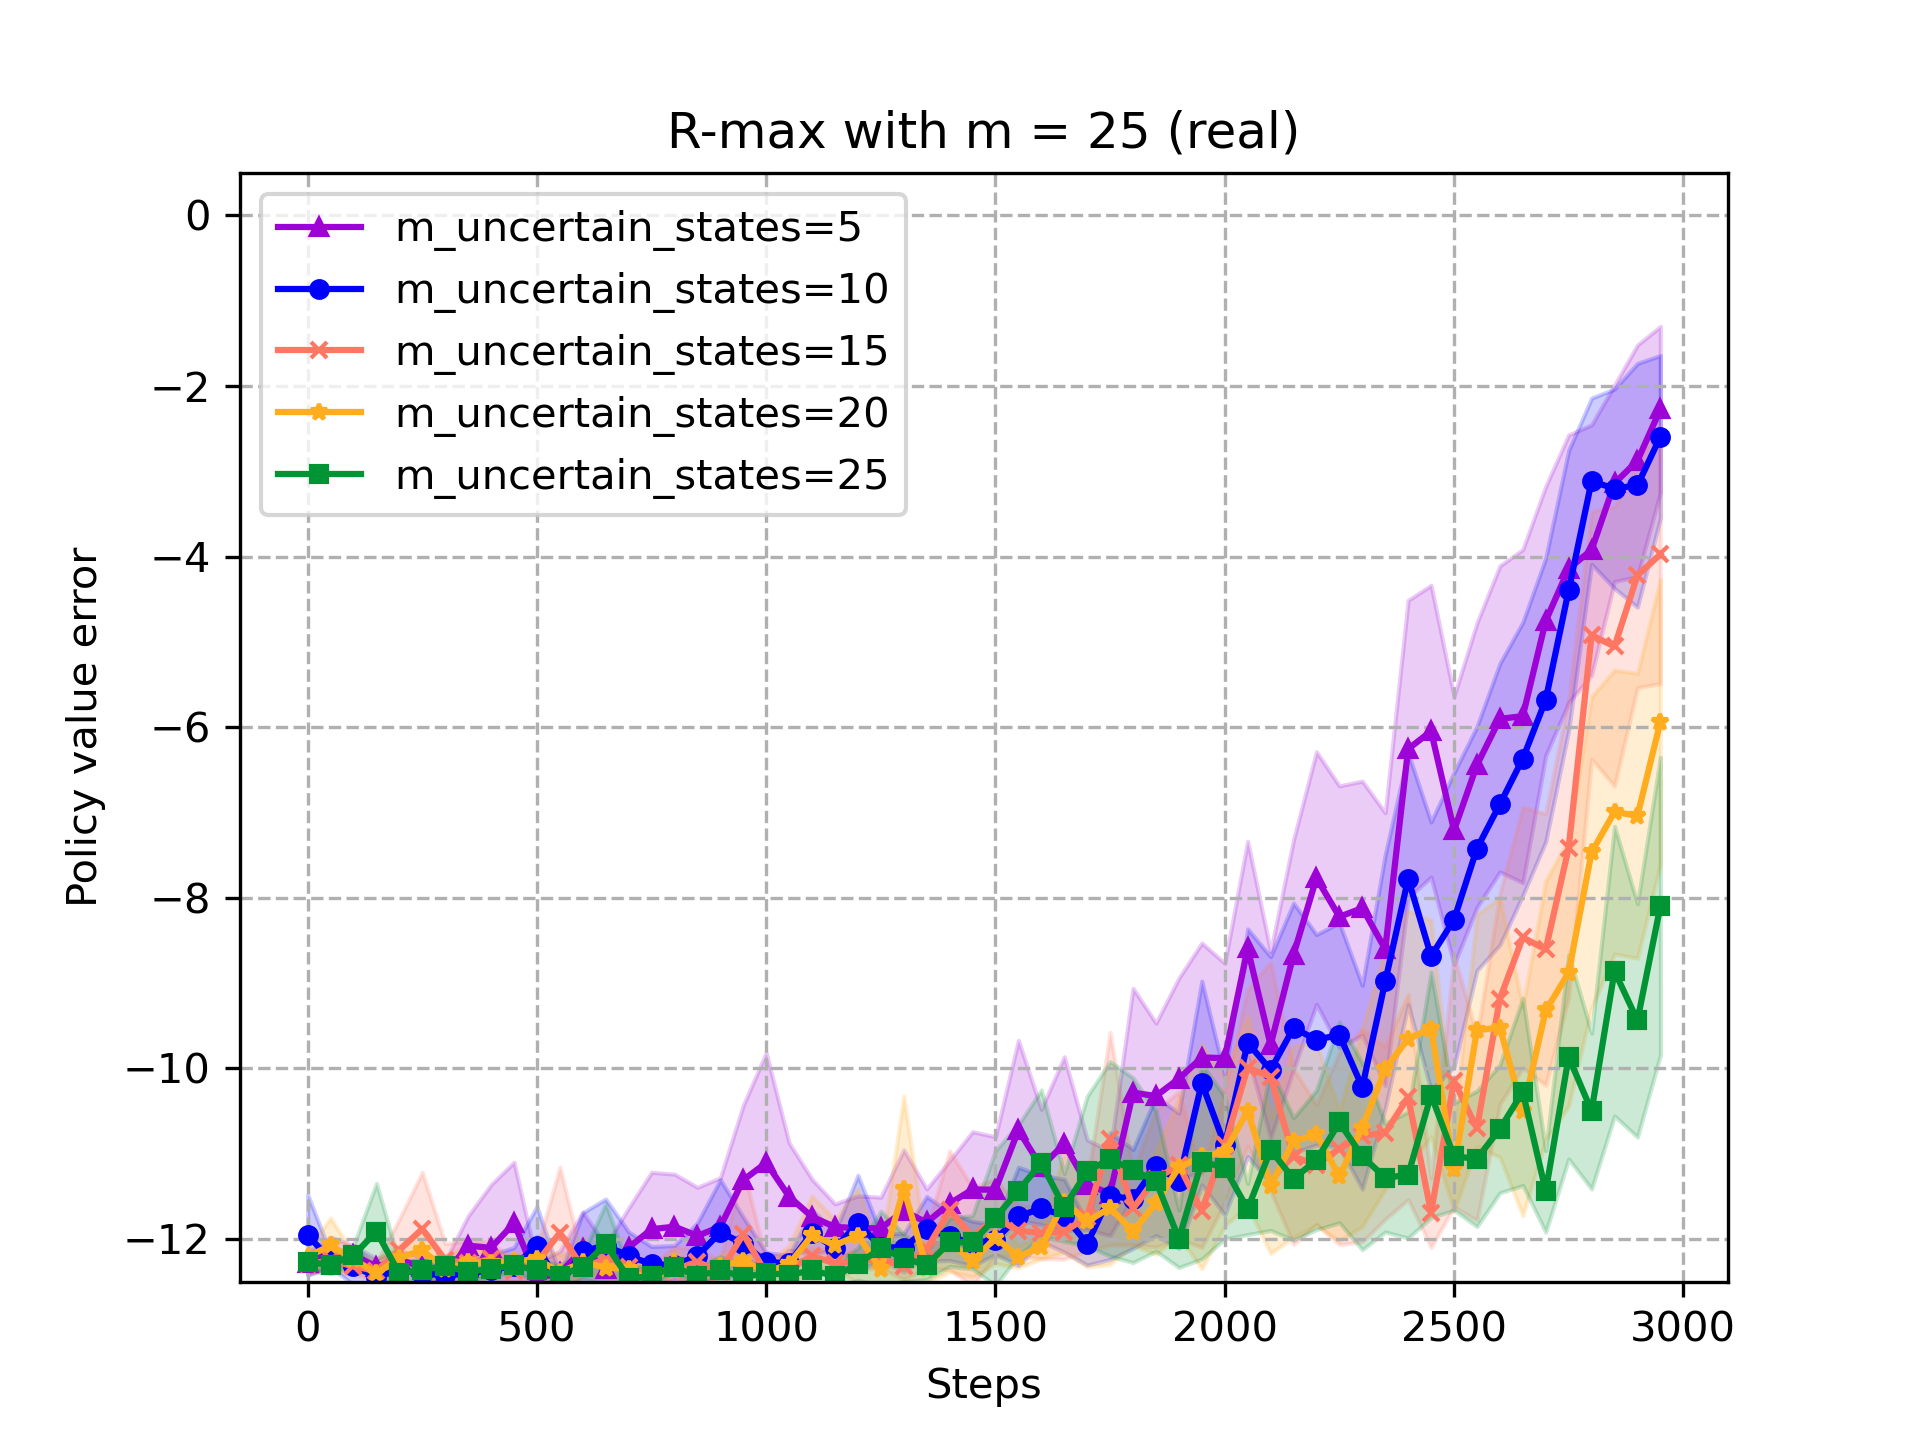 R-max with m = 25 (real)
m_uncertain_states=5
m_uncertain_states=10
m_uncertain_states=15
m_uncertain_states=20
m_uncertain_states=25
Policy value error
0
−2
−4
−6
−8
−10
−12
0 500 1000 1500 2000 2500 3000
Steps